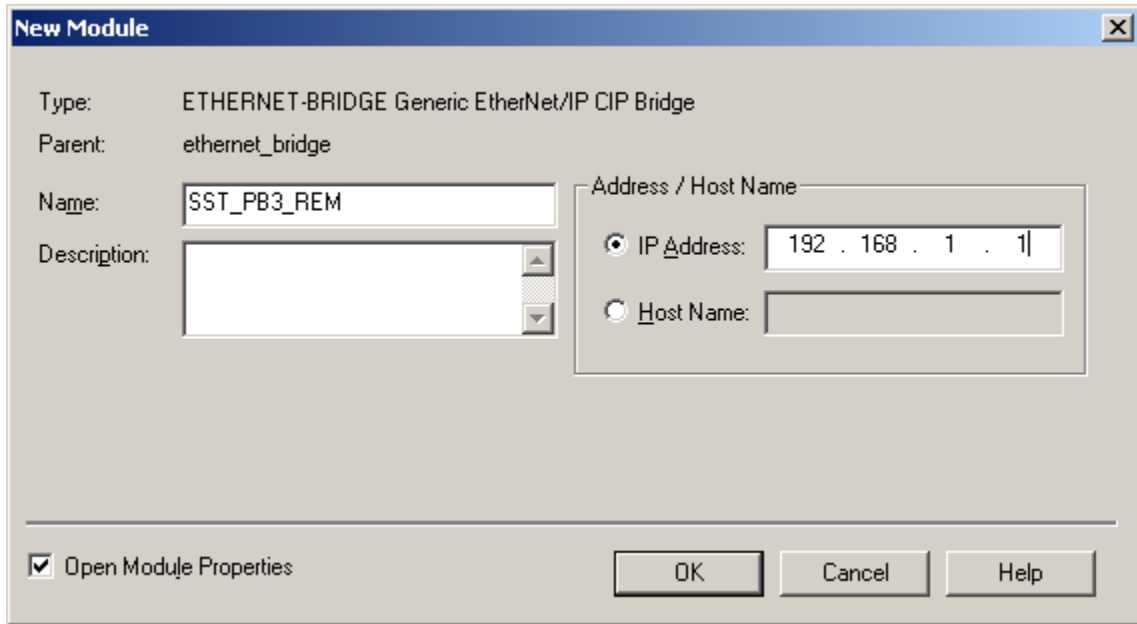 New Module
Type: ETHERNET-BRIDGE Generic EtherNet/IP CIP Bridge
Parent: ethernet_bridge
Name: SST_PB3_REM
Description:
Address / Host Name
IP Address: 192 . 168 . 1 . 1
Host Name:
Open Module Properties
OK Cancel Help